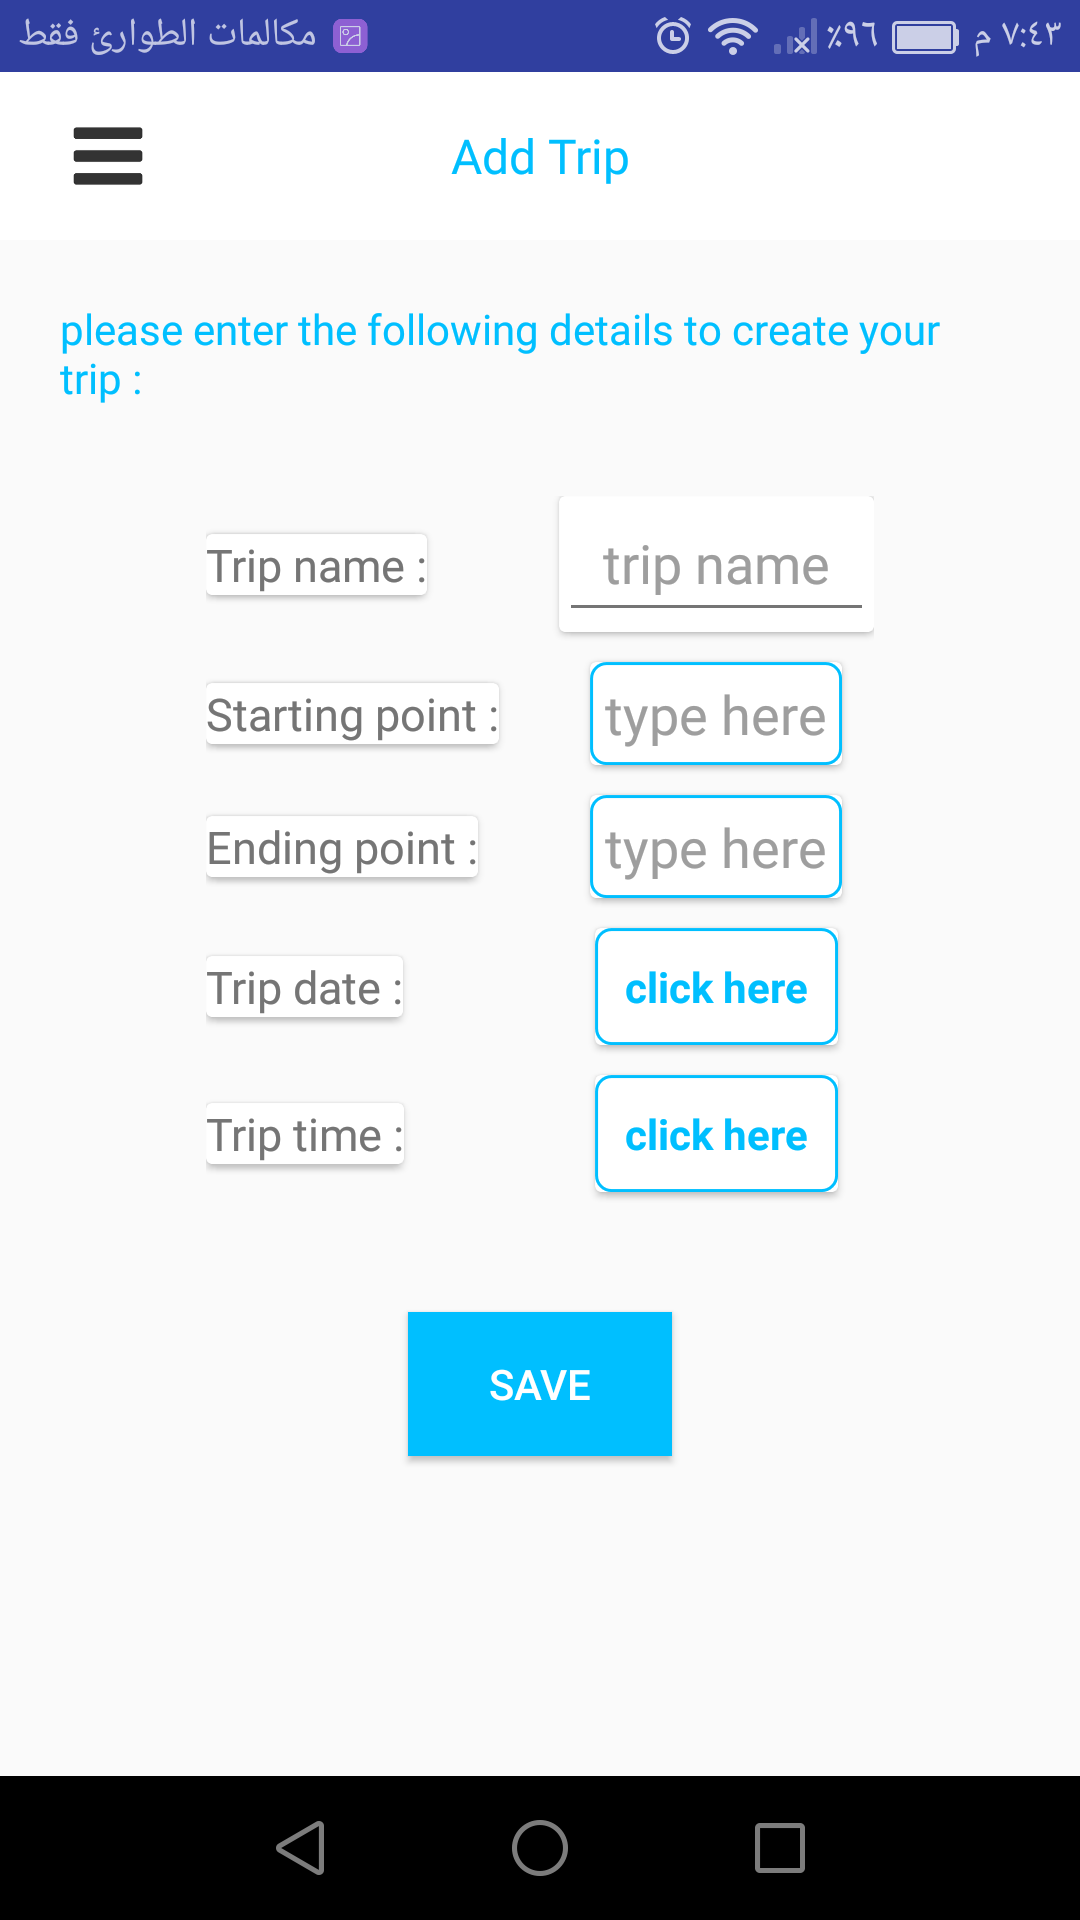 مكالمات الطوارئ فقط ٩٦٪ ٧:٤٣ م
Add Trip
please enter the following details to create your
trip :
Trip name : trip name
Starting point : type here
Ending point : type here
Trip date : click here
Trip time : click here
SAVE